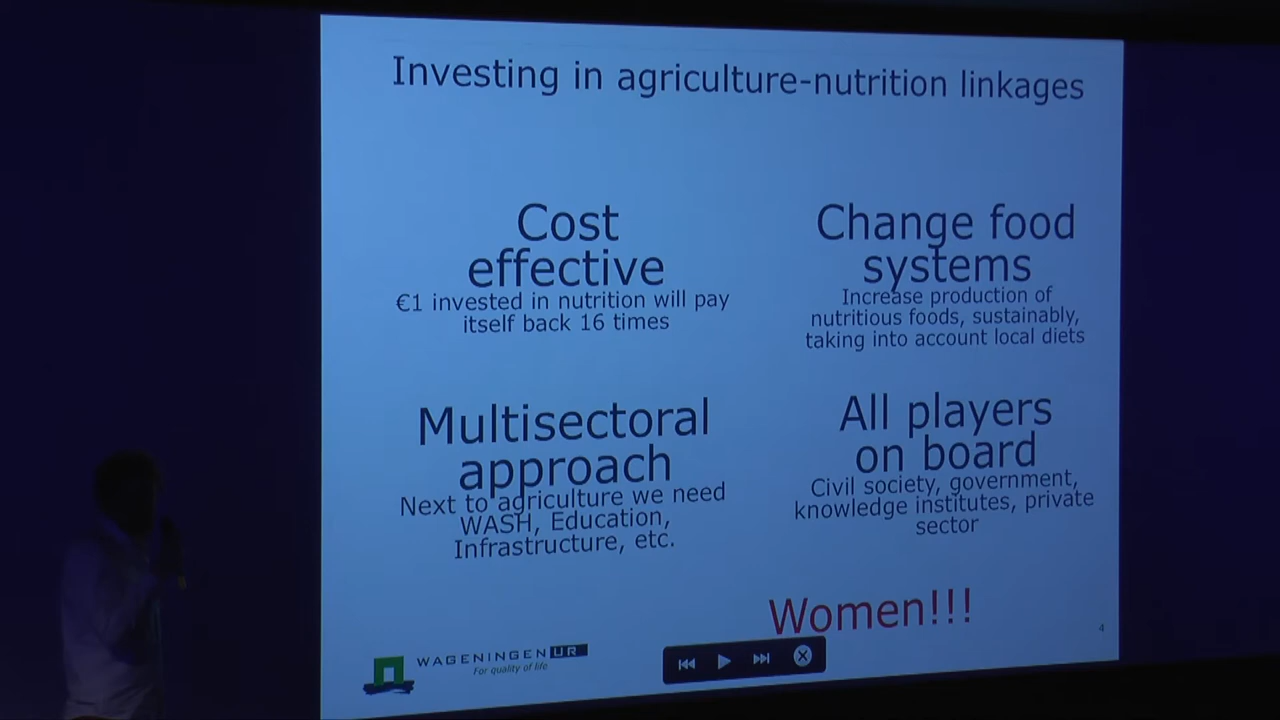 Investing in agriculture-nutrition linkages
Cost
effective
€1 invested in nutrition will pay
itself back 16 times
Change food
systems
Increase production of
nutritious foods, sustainably,
taking into account local diets
Multisectoral
approach
Next to agriculture we need
WASH, Education,
Infrastructure, etc.
All players
on board
Civil society, government,
knowledge institutes, private
sector
Women!!!
4
WAGENINGEN UR
For quality of life